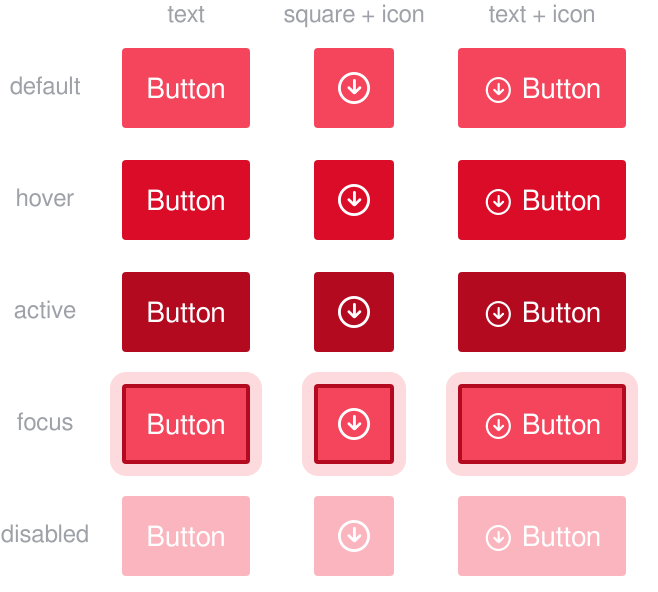 text square + icon text + icon
default Button Button
hover Button Button
active Button Button
focus Button Button
disabled Button Button